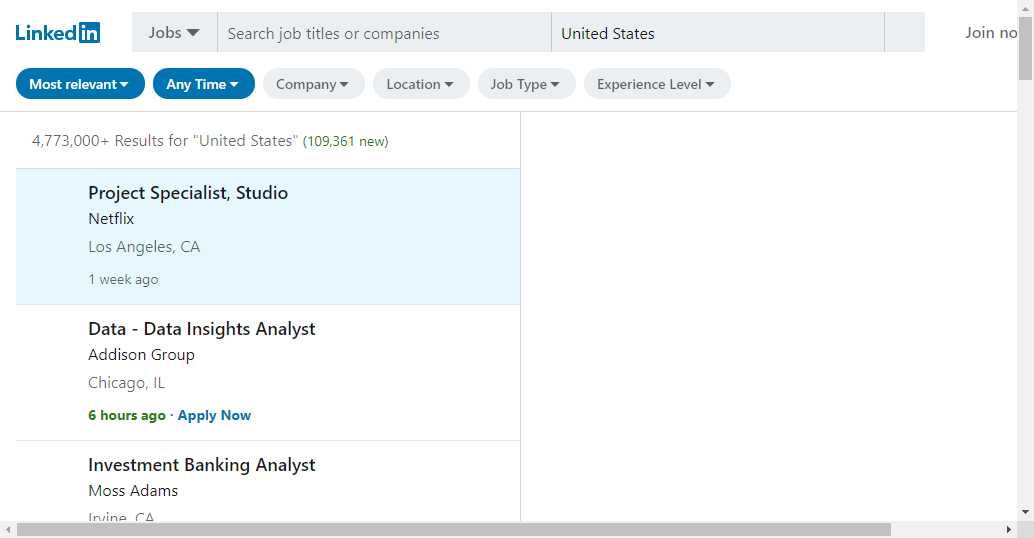 Linked in Jobs Search job titles or companies United States Join no
Most relevant Any Time Company Location Job Type Experience Level
4,773,000+ Results for "United States" (109,361 new)
Project Specialist, Studio
Netflix
Los Angeles, CA
1 week ago
Data - Data Insights Analyst
Addison Group
Chicago, IL
6 hours ago · Apply Now
Investment Banking Analyst
Moss Adams
Irvine, CA